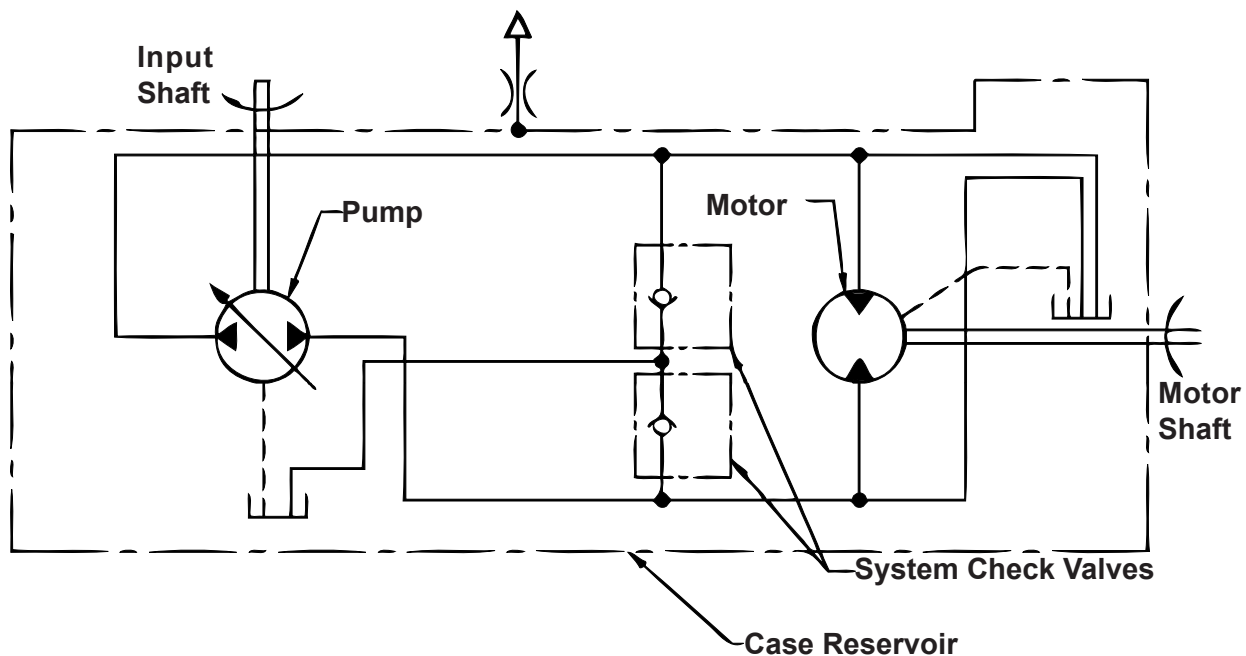 Input
Shaft
Pump
Motor
Motor
Shaft
System Check Valves
Case Reservoir